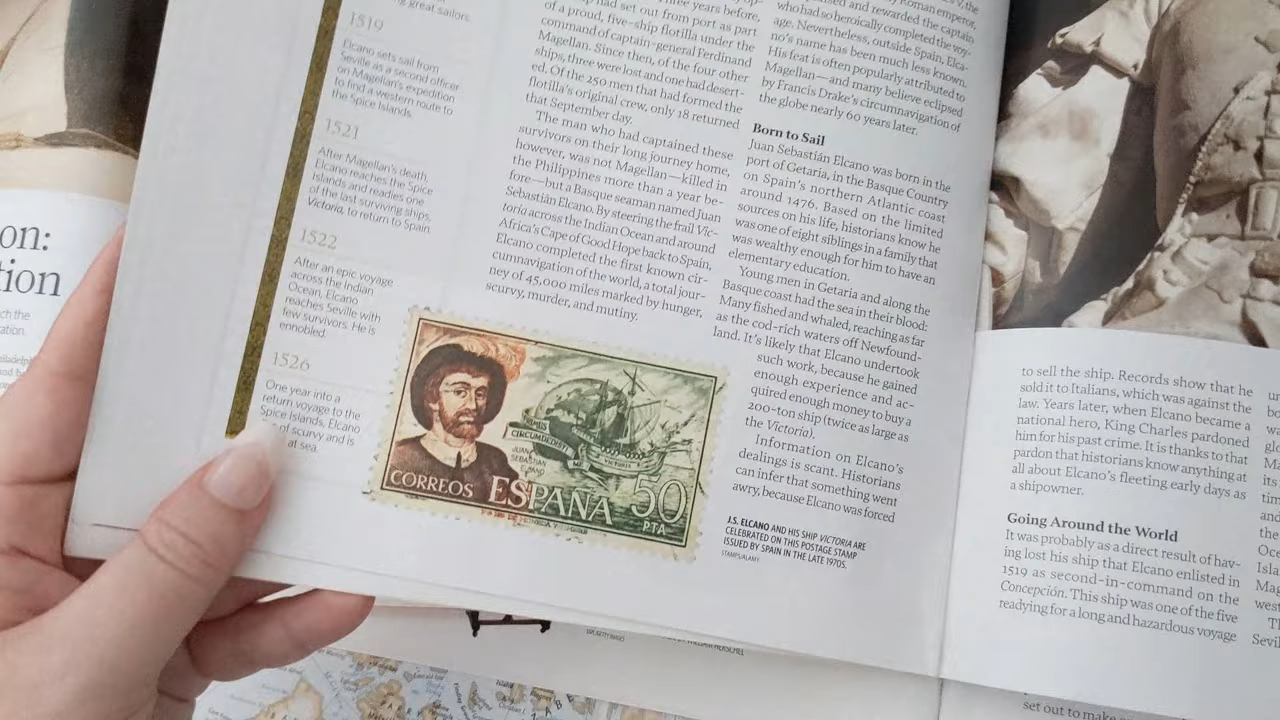 on:
tion
ch the
ation.
g great sailors.
1519
Elcano sets sail from
Seville as a second officer
on Magellan's expedition
to find a western route to
the Spice Islands.
1521
After Magellan's death,
Elcano reaches the Spice
Islands and readies one
of the last surviving ships,
Victoria, to return to Spain.
1522
After an epic voyage
across the Indian
Ocean, Elcano
reaches Seville with
few survivors. He is
ennobled.
1526
One year into a
return voyage to the
Spice Islands, Elcano
of scurvy and is
at sea.
Three years before,
had set out from port as part
of a proud, five-ship flotilla under the
command of captain-general Ferdinand
Magellan. Since then, of the four other
ships, three were lost and one had desert-
ed. Of the 250 men that had formed the
flotilla's original crew, only 18 returned
that September day.
The man who had captained these
survivors on their long journey home,
however, was not Magellan—killed in
the Philippines more than a year be-
fore—but a Basque seaman named Juan
Sebastián Elcano. By steering the frail Vic-
toria across the Indian Ocean and around
Africa's Cape of Good Hope back to Spain,
Elcano completed the first known cir-
cumnavigation of the world, a total jour-
ney of 45,000 miles marked by hunger,
scurvy, murder, and mutiny.
PRIMUS
CIRCUMDEDISTI
ME
VICTORIA
JUAN
SEBASTIAN
ELCANO
CORREOS ESPAÑA 50
PTA
Roman emperor,
and rewarded the captain
who had so heroically completed the voy-
age. Nevertheless, outside Spain, Elca-
no's name has been much less known.
His feat is often popularly attributed to
Magellan—and many believe eclipsed
by Francis Drake's circumnavigation of
the globe nearly 60 years later.
Born to Sail
Juan Sebastián Elcano was born in the
port of Getaria, in the Basque Country
on Spain's northern Atlantic coast
around 1476. Based on the limited
sources on his life, historians know he
was one of eight siblings in a family that
was wealthy enough for him to have an
elementary education.
Young men in Getaria and along the
Basque coast had the sea in their blood:
Many fished and whaled, reaching as far
as the cod-rich waters off Newfound-
land. It's likely that Elcano undertook
such work, because he gained
enough experience and ac-
quired enough money to buy a
200-ton ship (twice as large as
the Victoria).
Information on Elcano's
dealings is scant. Historians
can infer that something went
awry, because Elcano was forced
J.S. ELCANO AND HIS SHIP VICTORIA ARE
CELEBRATED ON THIS POSTAGE STAMP
ISSUED BY SPAIN IN THE LATE 1970S.
STAMPS/ALAMY
to sell the ship. Records show that he
sold it to Italians, which was against the
law. Years later, when Elcano became a
national hero, King Charles pardoned
him for his past crime. It is thanks to that
pardon that historians know anything at
all about Elcano's fleeting early days as
a shipowner.
Going Around the World
It was probably as a direct result of hav-
ing lost his ship that Elcano enlisted in
1519 as second-in-command on the
Concepción. This ship was one of the five
readying for a long and hazardous voyage
WILLIAM HERSCHEL
set out to make